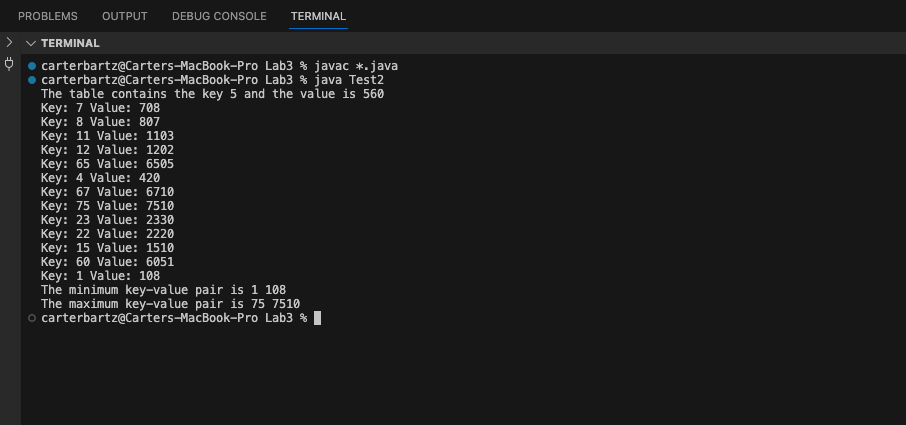 PROBLEMS OUTPUT DEBUG CONSOLE TERMINAL
TERMINAL
carterbartz@Carters-MacBook-Pro Lab3 % javac *.java
carterbartz@Carters-MacBook-Pro Lab3 % java Test2
The table contains the key 5 and the value is 560
Key: 7 Value: 708
Key: 8 Value: 807
Key: 11 Value: 1103
Key: 12 Value: 1202
Key: 65 Value: 6505
Key: 4 Value: 420
Key: 67 Value: 6710
Key: 75 Value: 7510
Key: 23 Value: 2330
Key: 22 Value: 2220
Key: 15 Value: 1510
Key: 60 Value: 6051
Key: 1 Value: 108
The minimum key-value pair is 1 108
The maximum key-value pair is 75 7510
carterbartz@Carters-MacBook-Pro Lab3 %